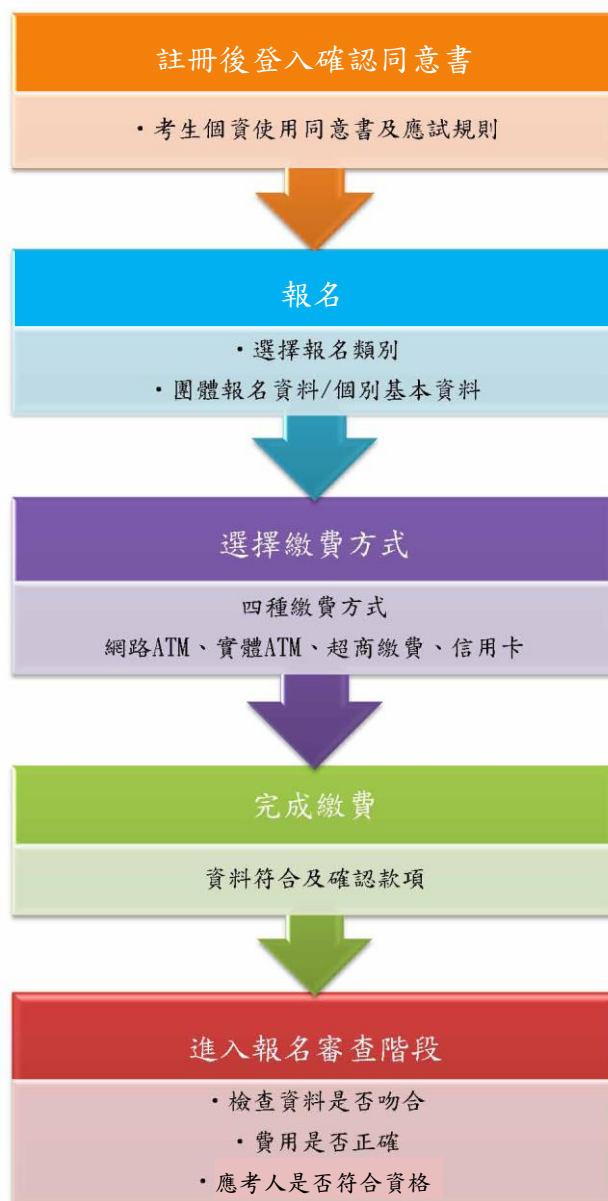 註冊後登入確認同意書
・考生個資使用同意書及應試規則
報名
・選擇報名類別
・團體報名資料/個別基本資料
選擇繳費方式
四種繳費方式
網路ATM、實體ATM、超商繳費、信用卡
完成繳費
資料符合及確認款項
進入報名審查階段
・檢查資料是否吻合
・費用是否正確
・應考人是否符合資格